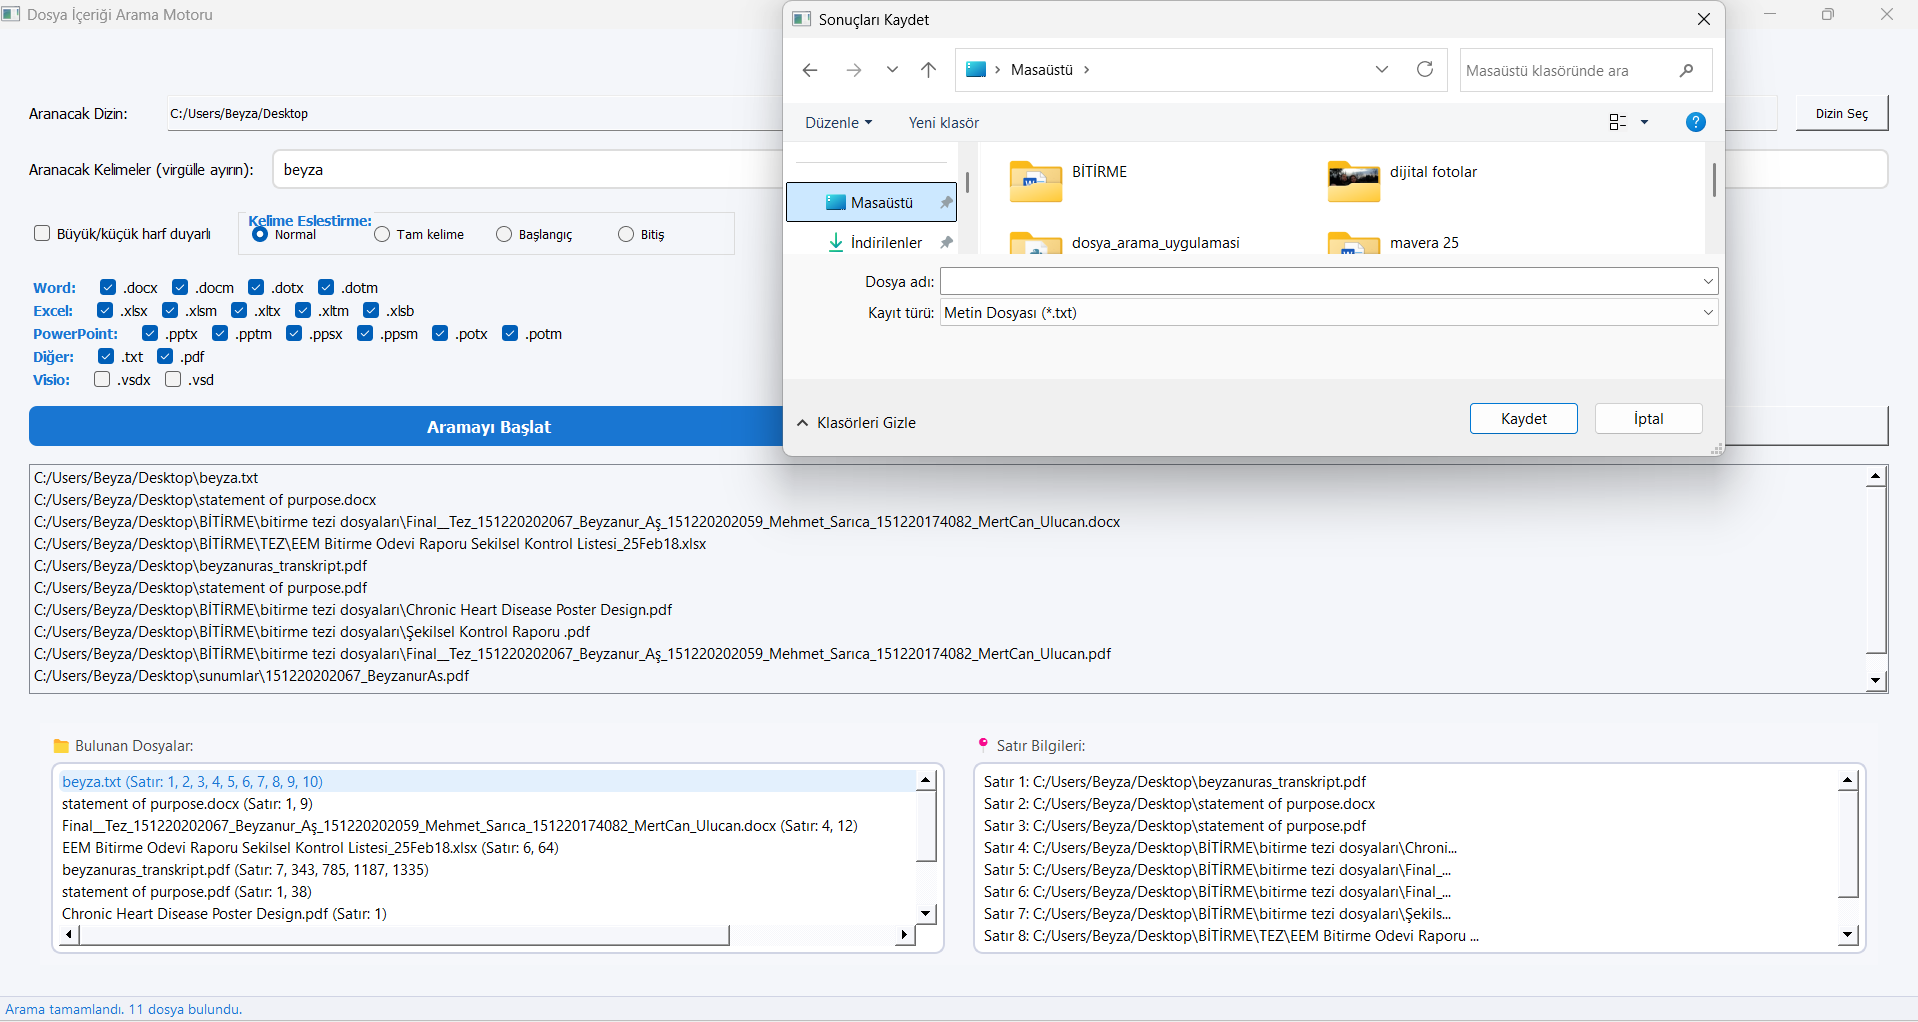 Dosya İçeriği Arama Motoru
Sonuçları Kaydet
Masaüstü
Masaüstü klasöründe ara
Düzenle
Yeni klasör
?
Masaüstü
İndirilenler
BİTİRME
dijital fotolar
dosya_arama_uygulamasi
mavera 25
Dosya adı:
Kayıt türü: Metin Dosyası (*.txt)
Klasörleri Gizle
Kaydet
İptal
Aranacak Dizin: C:/Users/Beyza/Desktop
Dizin Seç
Aranacak Kelimeler (virgülle ayırın): beyza
Büyük/küçük harf duyarlı
Kelime Eslestirme:
Normal Tam kelime Başlangıç Bitiş
Word: .docx .docm .dotx .dotm
Excel: .xlsx .xlsm .xltx .xltm .xlsb
PowerPoint: .pptx .pptm .ppsx .ppsm .potx .potm
Diğer: .txt .pdf
Visio: .vsdx .vsd
Aramayı Başlat
C:/Users/Beyza/Desktop\beyza.txt
C:/Users/Beyza/Desktop\statement of purpose.docx
C:/Users/Beyza/Desktop\BİTİRME\bitirme tezi dosyaları\Final__Tez_151220202067_Beyzanur_Aş_151220202059_Mehmet_Sarıca_151220174082_MertCan_Ulucan.docx
C:/Users/Beyza/Desktop\BİTİRME\TEZ\EEM Bitirme Odevi Raporu Sekilsel Kontrol Listesi_25Feb18.xlsx
C:/Users/Beyza/Desktop\beyzanuras_transkript.pdf
C:/Users/Beyza/Desktop\statement of purpose.pdf
C:/Users/Beyza/Desktop\BİTİRME\bitirme tezi dosyaları\Chronic Heart Disease Poster Design.pdf
C:/Users/Beyza/Desktop\BİTİRME\bitirme tezi dosyaları\Şekilsel Kontrol Raporu .pdf
C:/Users/Beyza/Desktop\BİTİRME\bitirme tezi dosyaları\Final__Tez_151220202067_Beyzanur_Aş_151220202059_Mehmet_Sarıca_151220174082_MertCan_Ulucan.pdf
C:/Users/Beyza/Desktop\sunumlar\151220202067_BeyzanurAs.pdf
Bulunan Dosyalar:
beyza.txt (Satır: 1, 2, 3, 4, 5, 6, 7, 8, 9, 10)
statement of purpose.docx (Satır: 1, 9)
Final__Tez_151220202067_Beyzanur_Aş_151220202059_Mehmet_Sarıca_151220174082_MertCan_Ulucan.docx (Satır: 4, 12)
EEM Bitirme Odevi Raporu Sekilsel Kontrol Listesi_25Feb18.xlsx (Satır: 6, 64)
beyzanuras_transkript.pdf (Satır: 7, 343, 785, 1187, 1335)
statement of purpose.pdf (Satır: 1, 38)
Chronic Heart Disease Poster Design.pdf (Satır: 1)
Satır Bilgileri:
Satır 1: C:/Users/Beyza/Desktop\beyzanuras_transkript.pdf
Satır 2: C:/Users/Beyza/Desktop\statement of purpose.docx
Satır 3: C:/Users/Beyza/Desktop\statement of purpose.pdf
Satır 4: C:/Users/Beyza/Desktop\BİTİRME\bitirme tezi dosyaları\Chroni...
Satır 5: C:/Users/Beyza/Desktop\BİTİRME\bitirme tezi dosyaları\Final_...
Satır 6: C:/Users/Beyza/Desktop\BİTİRME\bitirme tezi dosyaları\Final_...
Satır 7: C:/Users/Beyza/Desktop\BİTİRME\bitirme tezi dosyaları\Şekils...
Satır 8: C:/Users/Beyza/Desktop\BİTİRME\TEZ\EEM Bitirme Odevi Raporu ...
Arama tamamlandı. 11 dosya bulundu.